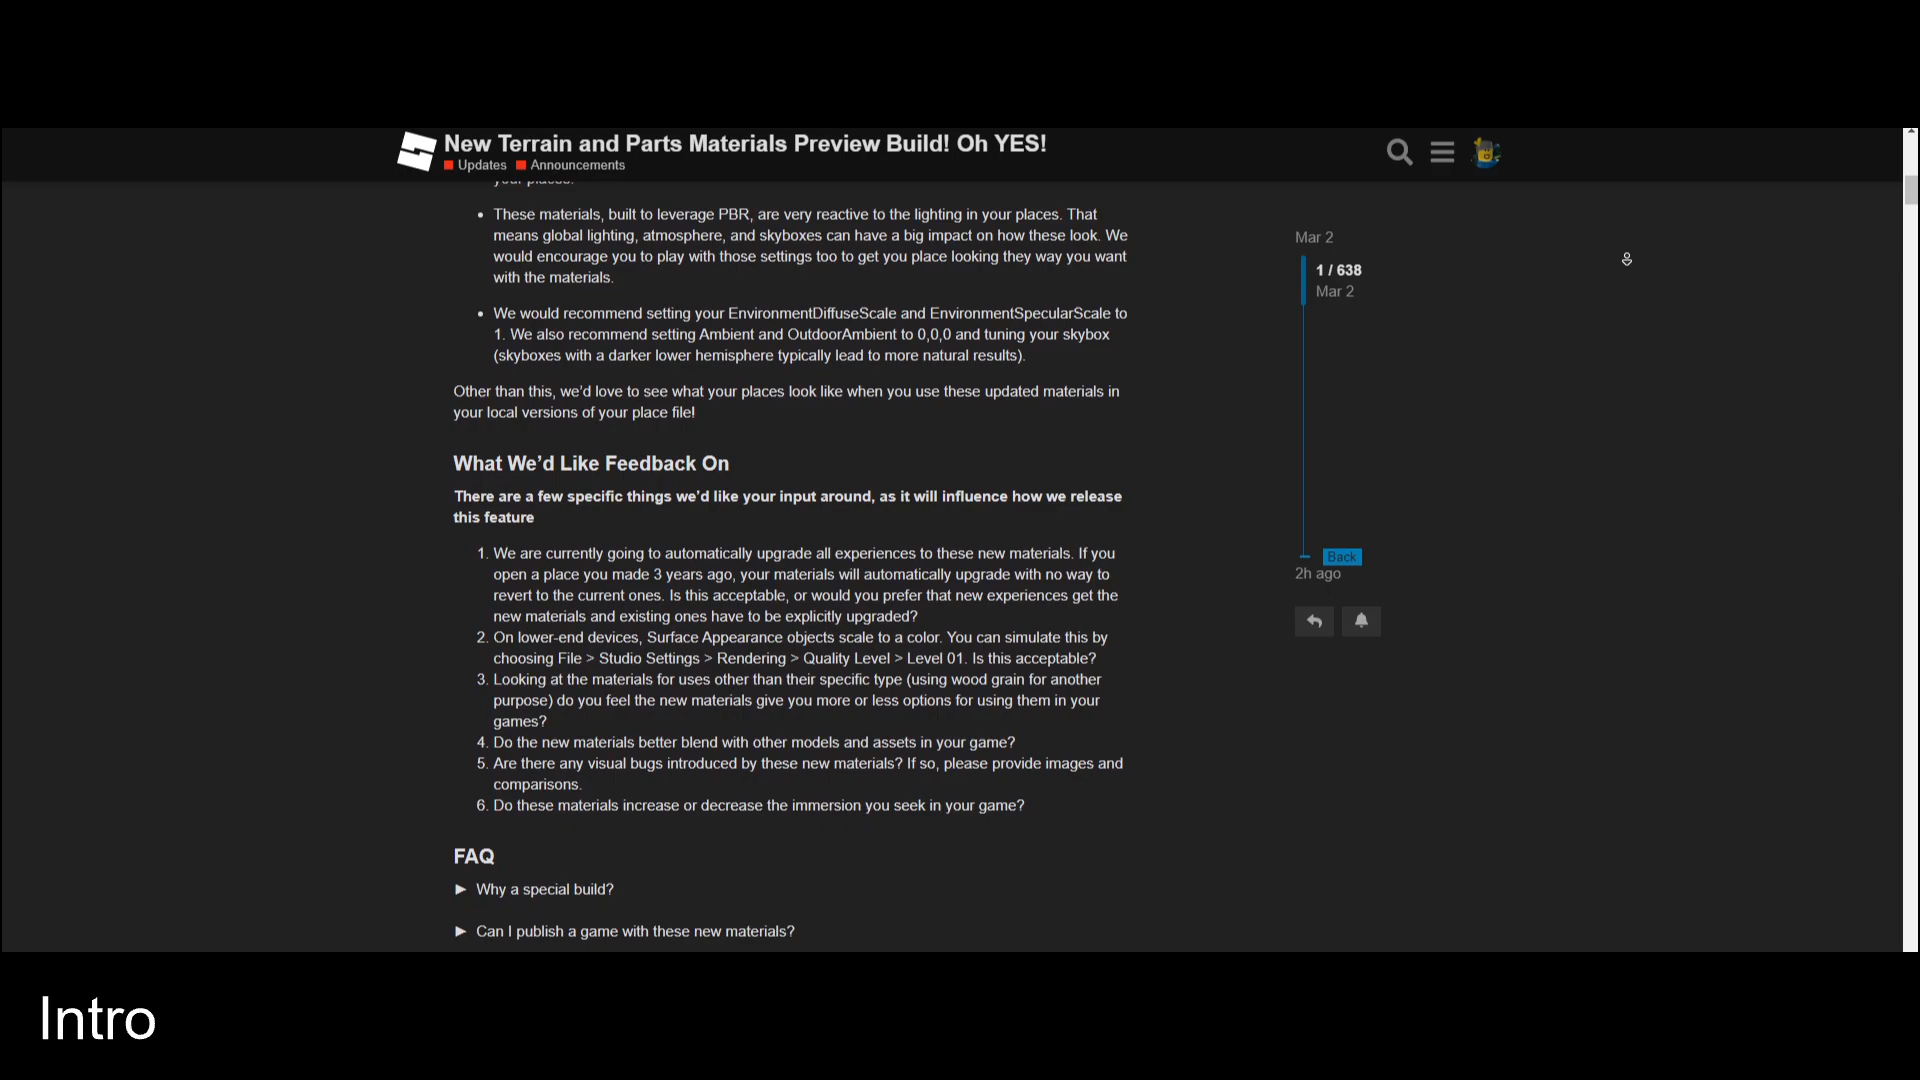 New Terrain and Parts Materials Preview Build! Oh YES!
Updates Announcements
your places.
• These materials, built to leverage PBR, are very reactive to the lighting in your places. That
means global lighting, atmosphere, and skyboxes can have a big impact on how these look. We
would encourage you to play with those settings too to get you place looking they way you want
with the materials.
• We would recommend setting your EnvironmentDiffuseScale and EnvironmentSpecularScale to
1. We also recommend setting Ambient and OutdoorAmbient to 0,0,0 and tuning your skybox
(skyboxes with a darker lower hemisphere typically lead to more natural results).
Other than this, we’d love to see what your places look like when you use these updated materials in
your local versions of your place file!
What We’d Like Feedback On
There are a few specific things we’d like your input around, as it will influence how we release
this feature
1. We are currently going to automatically upgrade all experiences to these new materials. If you
open a place you made 3 years ago, your materials will automatically upgrade with no way to
revert to the current ones. Is this acceptable, or would you prefer that new experiences get the
new materials and existing ones have to be explicitly upgraded?
2. On lower-end devices, Surface Appearance objects scale to a color. You can simulate this by
choosing File > Studio Settings > Rendering > Quality Level > Level 01. Is this acceptable?
3. Looking at the materials for uses other than their specific type (using wood grain for another
purpose) do you feel the new materials give you more or less options for using them in your
games?
4. Do the new materials better blend with other models and assets in your game?
5. Are there any visual bugs introduced by these new materials? If so, please provide images and
comparisons.
6. Do these materials increase or decrease the immersion you seek in your game?
FAQ
► Why a special build?
► Can I publish a game with these new materials?
Mar 2
1 / 638
Mar 2
Back
2h ago
Intro